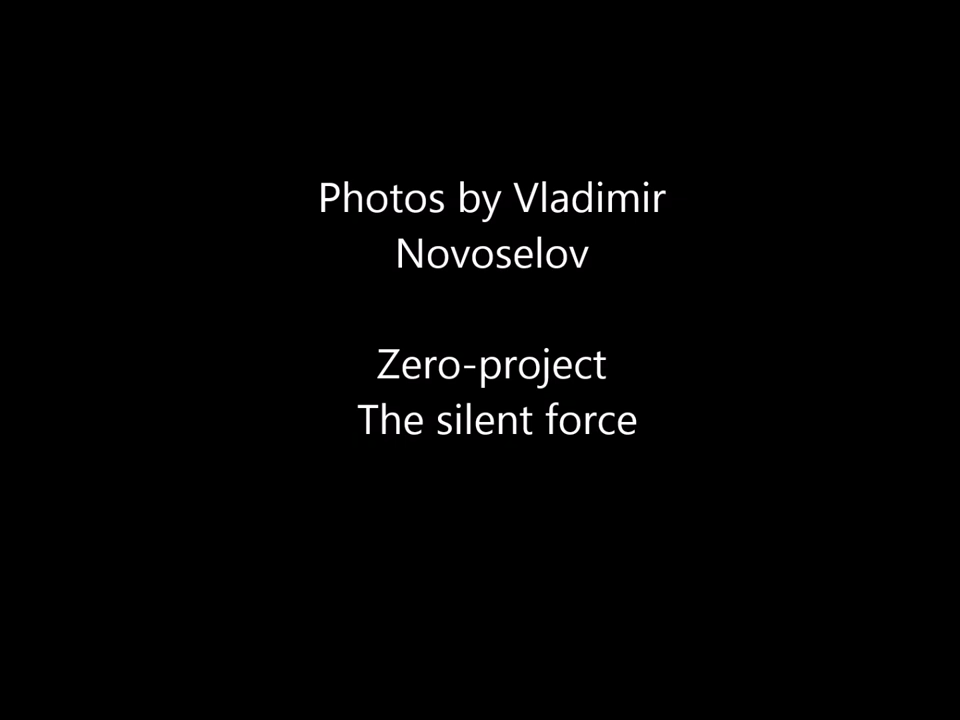 Photos by Vladimir
Novoselov
Zero-project
The silent force